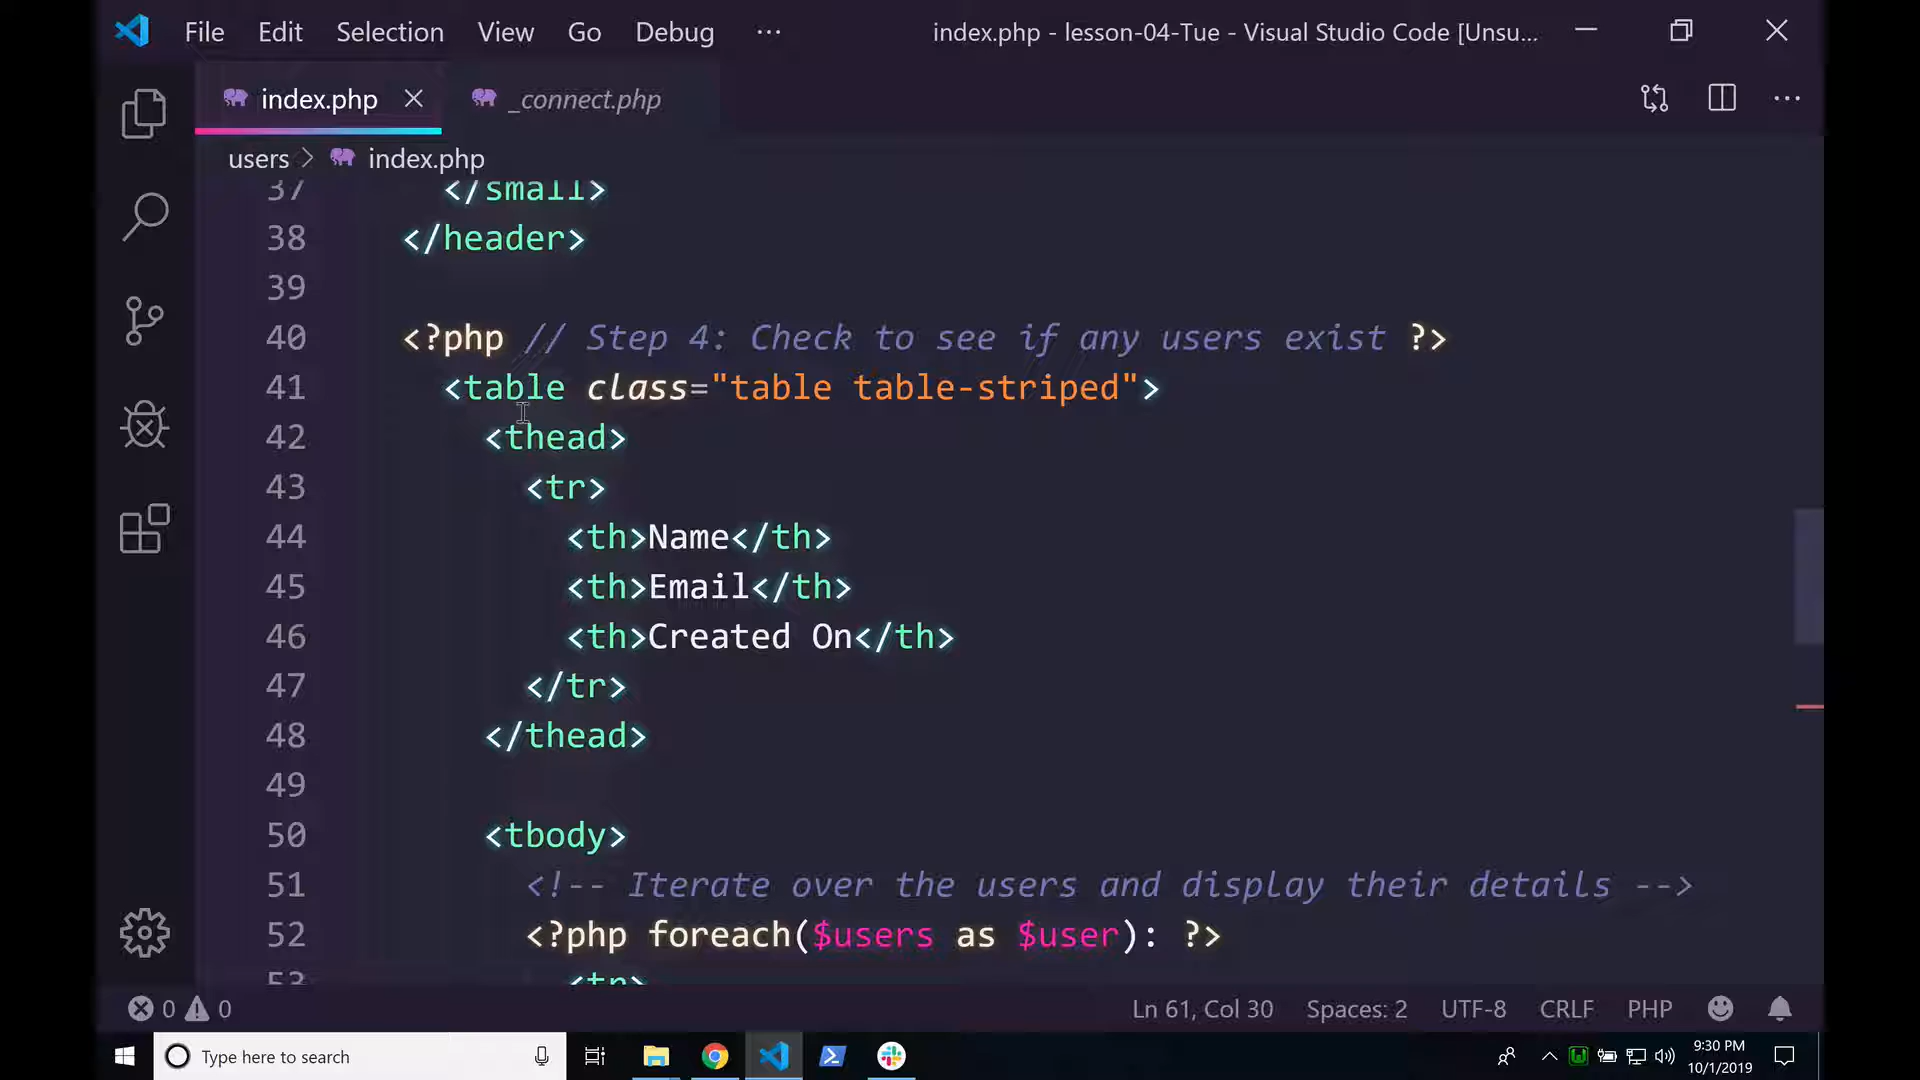 File Edit Selection View Go Debug ··· index.php - lesson-04-Tue - Visual Studio Code [Unsu...
index.php _connect.php
users > index.php
37 </small>
38 </header>
39
40 <?php // Step 4: Check to see if any users exist ?>
41 <table class="table table-striped">
42 <thead>
43 <tr>
44 <th>Name</th>
45 <th>Email</th>
46 <th>Created On</th>
47 </tr>
48 </thead>
49
50 <tbody>
51 <!-- Iterate over the users and display their details -->
52 <?php foreach($users as $user): ?>
53 <tr>
0 0 Ln 61, Col 30 Spaces: 2 UTF-8 CRLF PHP
Type here to search
9:30 PM
10/1/2019